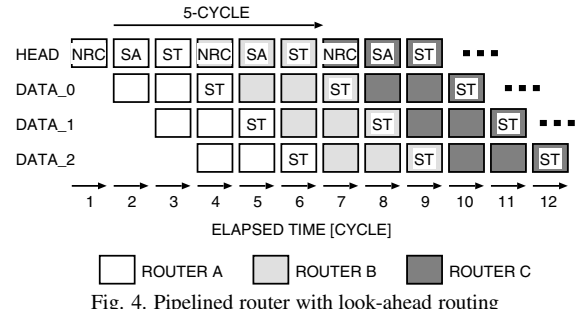 5-CYCLE
HEAD NRC SA ST NRC SA ST NRC SA ST
DATA_0 ST ST ST
DATA_1 ST ST ST
DATA_2 ST ST ST
1 2 3 4 5 6 7 8 9 10 11 12
ELAPSED TIME [CYCLE]
ROUTER A ROUTER B ROUTER C
Fig. 4. Pipelined router with look-ahead routing